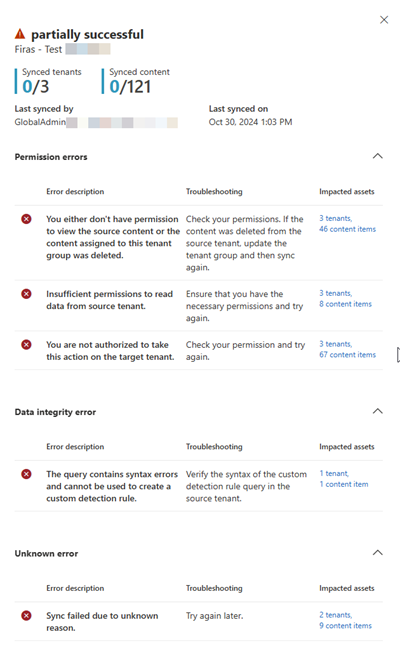 partially successful
Firas - Test
Synced tenants
0/3
Synced content
0/121
Last synced by
GlobalAdmin
Last synced on
Oct 30, 2024 1:03 PM
Permission errors
Error description Troubleshooting Impacted assets
You either don't have permission
to view the source content or the
content assigned to this tenant
group was deleted.
Check your permissions. If the
content was deleted from the
source tenant, update the
tenant group and then sync
again.
3 tenants,
46 content items
Insufficient permissions to read
data from source tenant.
Ensure that you have the
necessary permissions and try
again.
3 tenants,
8 content items
You are not authorized to take
this action on the target tenant.
Check your permission and try
again.
3 tenants,
67 content items
Data integrity error
Error description Troubleshooting Impacted assets
The query contains syntax errors
and cannot be used to create a
custom detection rule.
Verify the syntax of the custom
detection rule query in the
source tenant.
1 tenant,
1 content item
Unknown error
Error description Troubleshooting Impacted assets
Sync failed due to unknown
reason.
Try again later.
2 tenants,
9 content items